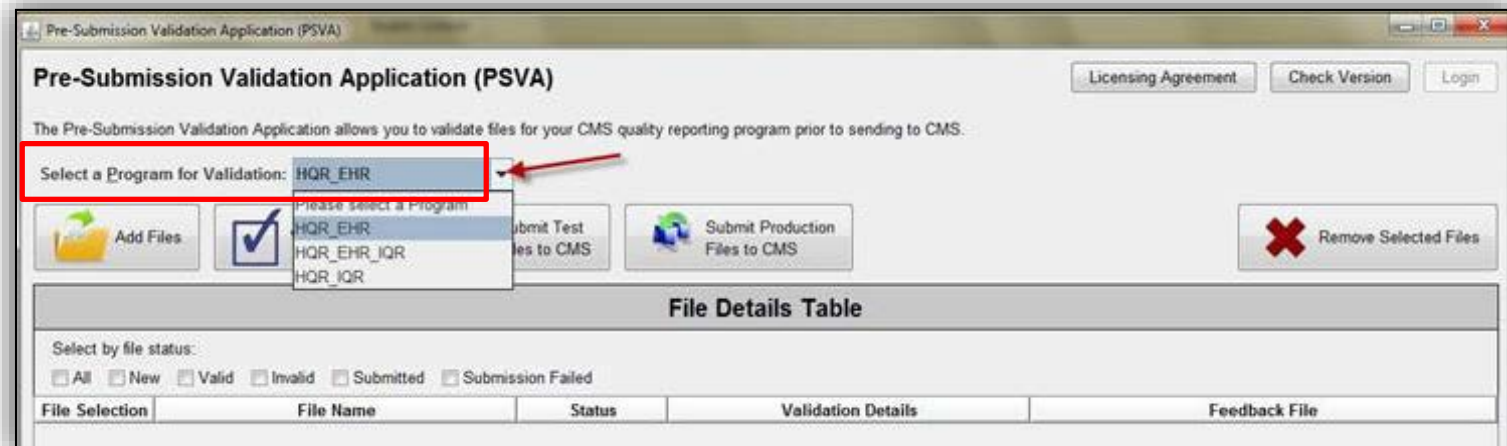 Pre-Submission Validation Application (PSVA)
Pre-Submission Validation Application (PSVA)
Licensing Agreement
Check Version
Login
The Pre-Submission Validation Application allows you to validate files for your CMS quality reporting program prior to sending to CMS.
Select a Program for Validation: HQR_EHR
Please select a Program
HQR_EHR
HQR_EHR_IQR
HQR_IQR
Add Files
Test
to CMS
Submit Production
Files to CMS
Remove Selected Files
File Details Table
Select by file status:
All New Valid Invalid Submitted Submission Failed
File Selection File Name Status Validation Details Feedback File